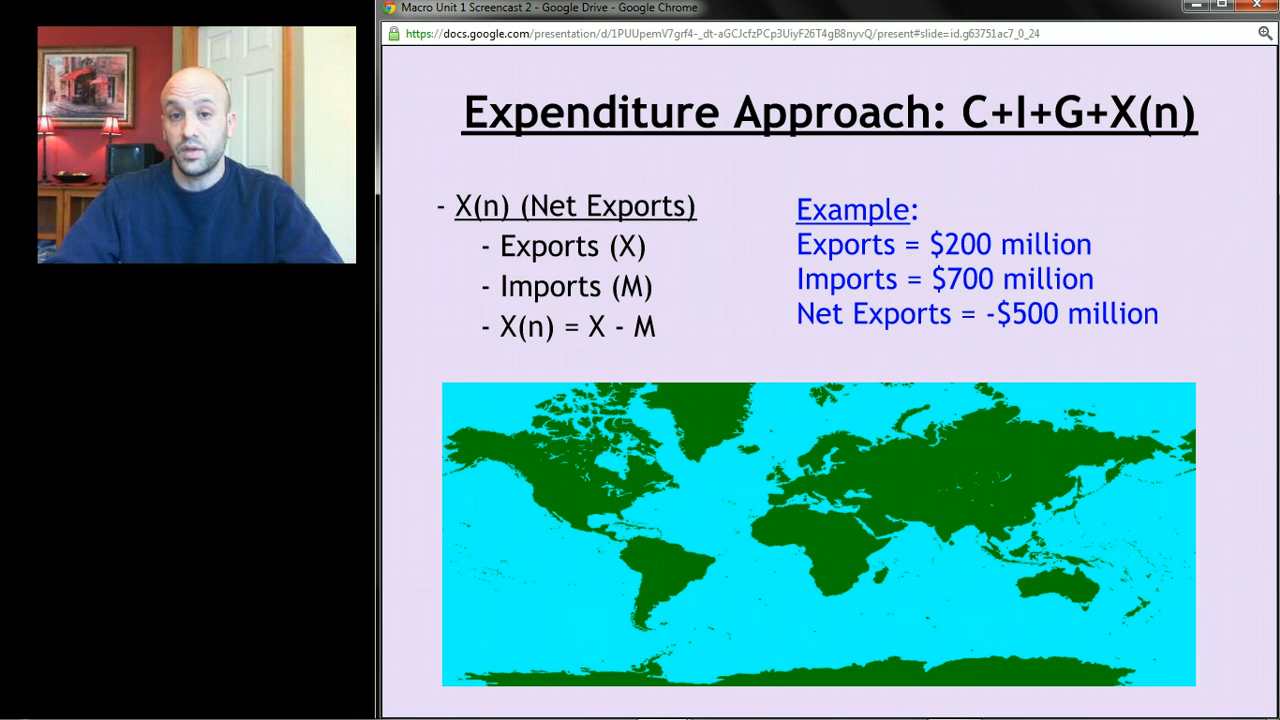 Macro Unit 1 Screencast 2 - Google Drive - Google Chrome
https://docs.google.com/presentation/d/1PUUpemV7grf4-_dt-aGCJcfzPCp3UiyF26T4gB8nyvQ/present#slide=id.g63751ac7_0_24
Expenditure Approach: C+I+G+X(n)
- X(n) (Net Exports)
- Exports (X)
- Imports (M)
- X(n) = X - M
Example:
Exports = $200 million
Imports = $700 million
Net Exports = -$500 million